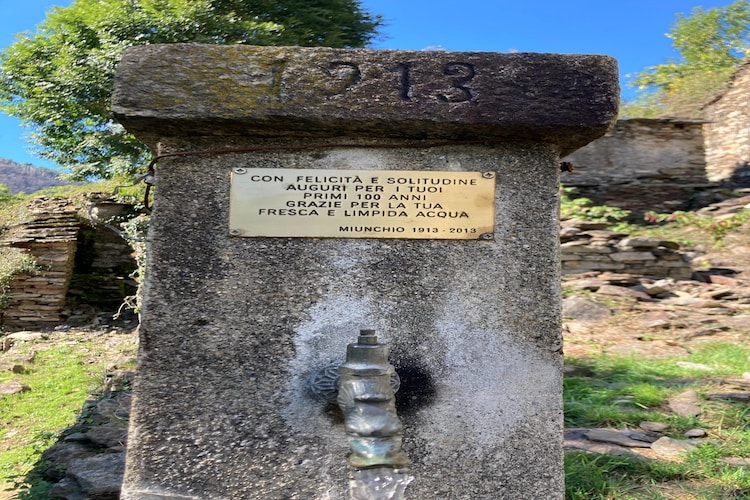 1913
CON FELICITÀ E SOLITUDINE
AUGURI PER I TUOI
PRIMI 100 ANNI
GRAZIE PER LA TUA
FRESCA E LIMPIDA ACQUA
MIUNCHIO 1913 - 2013